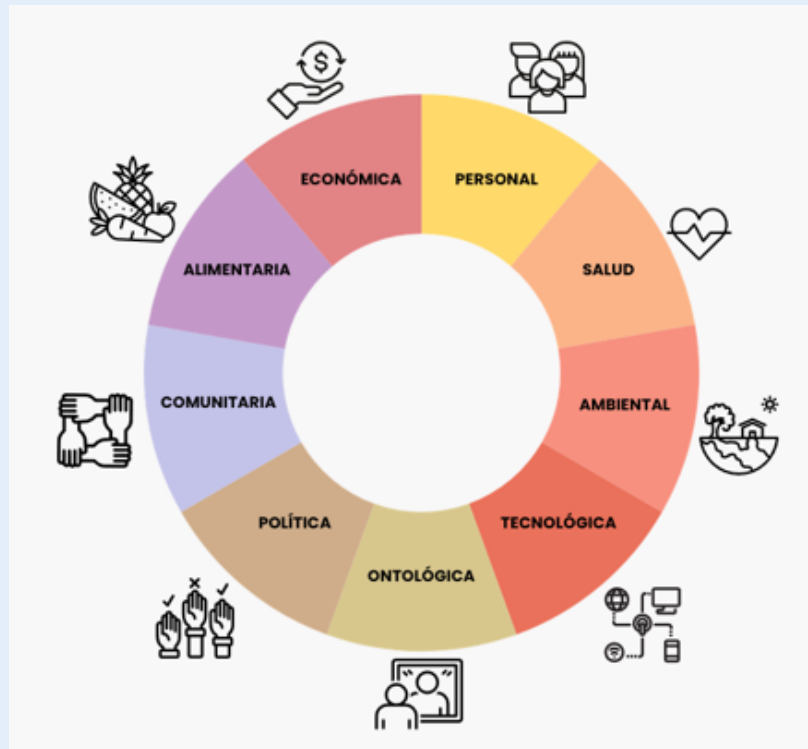 ECONÓMICA
PERSONAL
ALIMENTARIA
SALUD
COMUNITARIA
AMBIENTAL
POLÍTICA
TECNOLÓGICA
ONTOLÓGICA